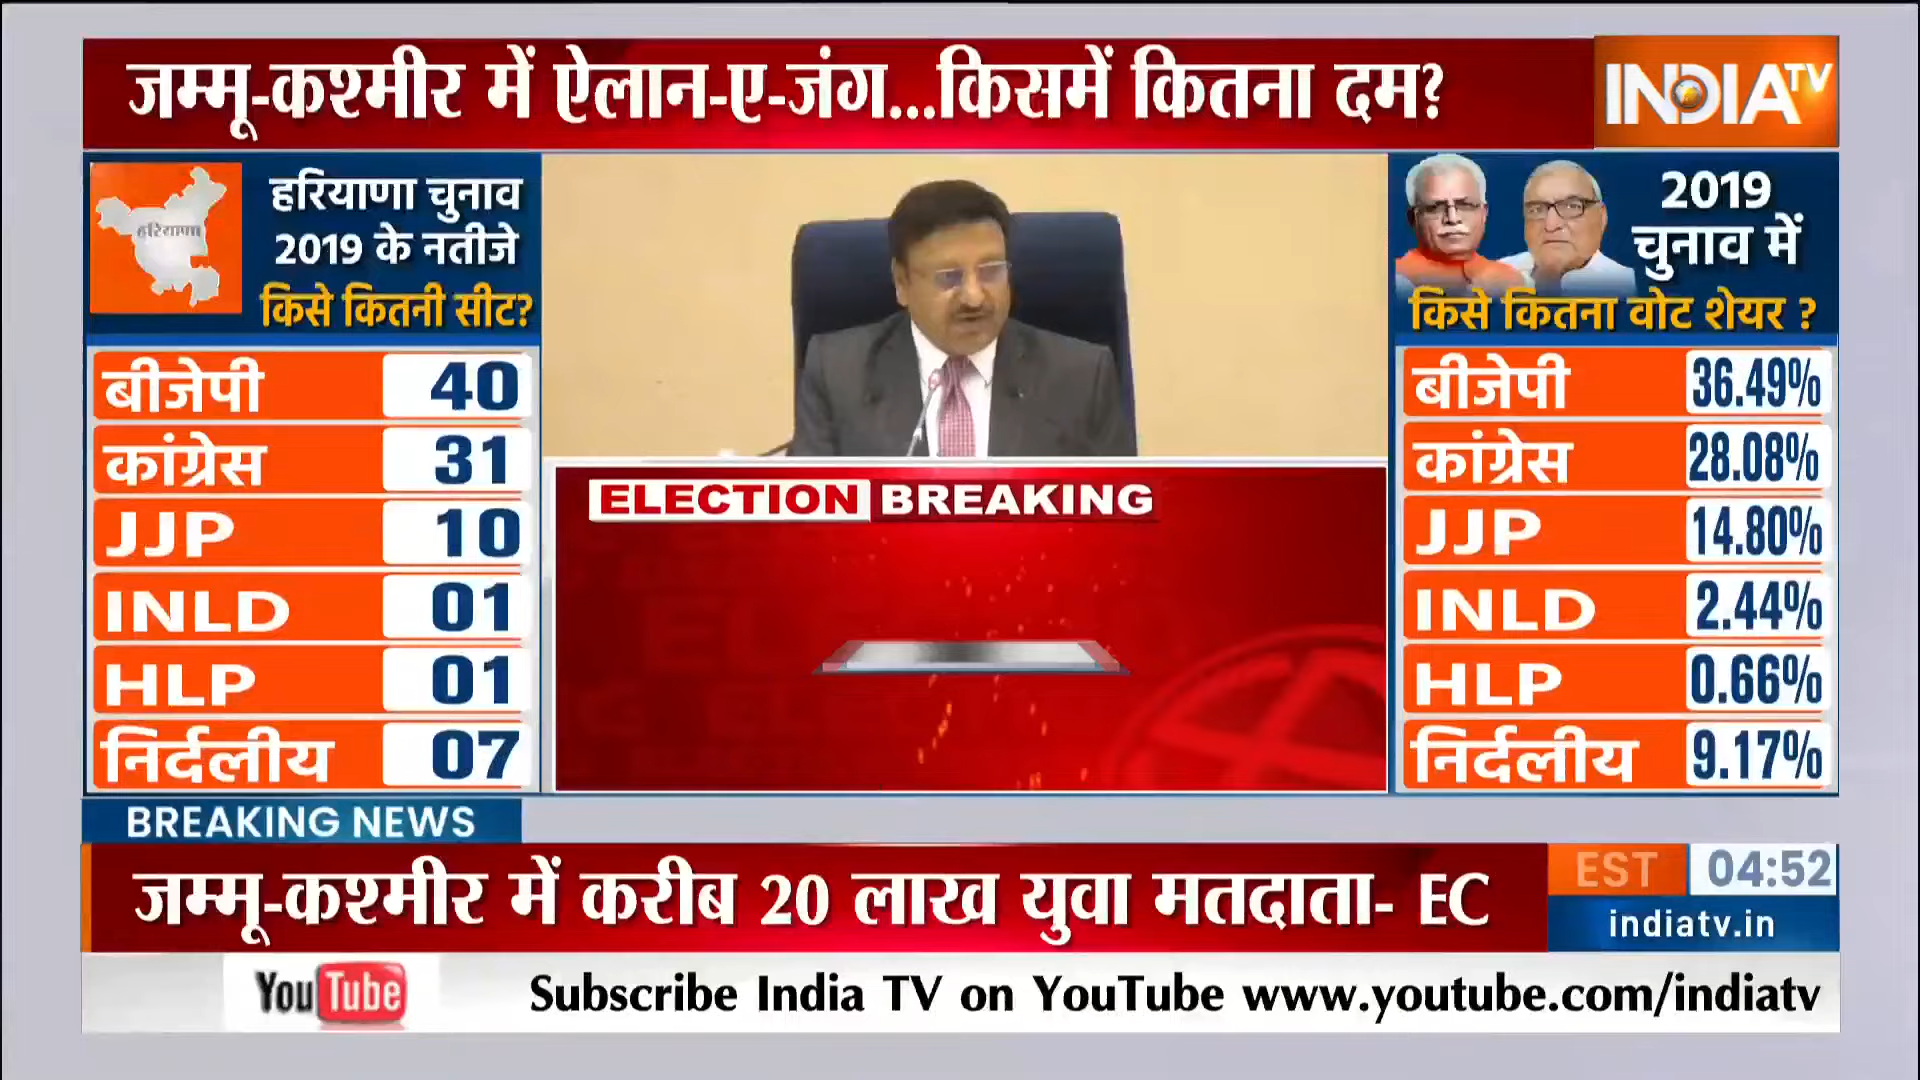 जम्मू-कश्मीर में ऐलान-ए-जंग...किसमें कितना दम?
INDIA TV
हरियाणा
हरियाणा चुनाव
2019 के नतीजे
किसे कितनी सीट?
बीजेपी 40
कांग्रेस 31
JJP 10
INLD 01
HLP 01
निर्दलीय 07
ELECTION BREAKING
2019
चुनाव में
किसे कितना वोट शेयर ?
बीजेपी 36.49%
कांग्रेस 28.08%
JJP 14.80%
INLD 2.44%
HLP 0.66%
निर्दलीय 9.17%
BREAKING NEWS
जम्मू-कश्मीर में करीब 20 लाख युवा मतदाता- EC
EST 04:52
indiatv.in
YouTube Subscribe India TV on YouTube www.youtube.com/indiatv